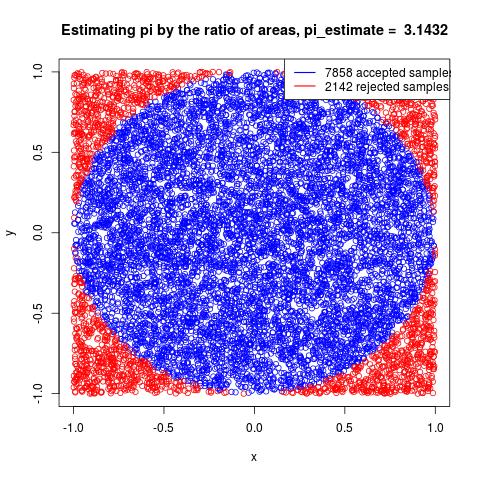 Estimating pi by the ratio of areas, pi_estimate = 3.1432
7858 accepted samples
2142 rejected samples
y
1.0
0.5
0.0
-0.5
-1.0
-1.0 -0.5 0.0 0.5 1.0
x